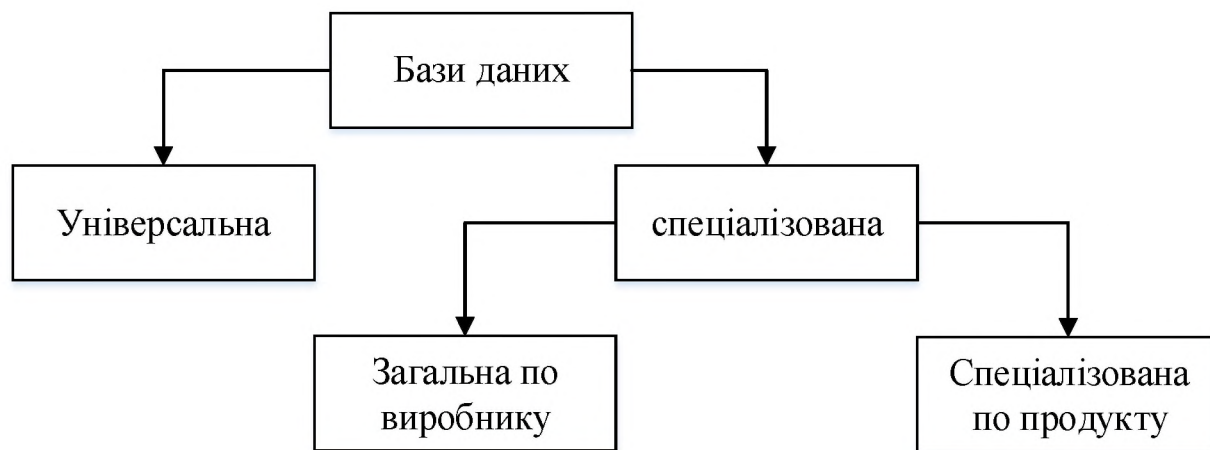 Бази даних
Універсальна
спеціалізована
Загальна по
виробнику
Спеціалізована
по продукту